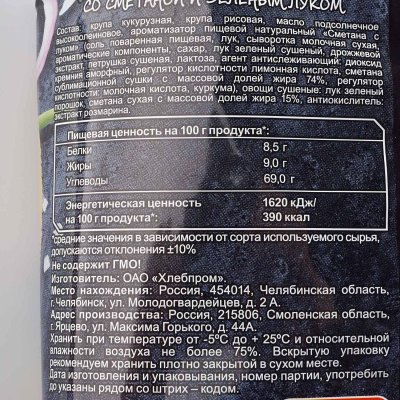 СО СМЕТАНОЙ И ЗЕЛЕНЫМ ЛУКОМ
Состав: крупа кукурузная, крупа рисовая, масло подсолнечное
высокоолеиновое, ароматизатор пищевой натуральный «Сметана с
луком» (соль поваренная пищевая, лук, сыворотка молочная сухая,
ароматические компоненты, сахар, лук зеленый сушеный, дрожжевой
экстракт, петрушка сушеная, лактоза, агент антислеживающий: диоксид
кремния аморфный, регулятор кислотности лимонная кислота, сметана
сублимационной сушки с массовой долей жира 74%, регулятор
кислотности: молочная кислота, куркума), овощи сушеные: лук зеленый
порошок, сметана сухая с массовой долей жира 15%, антиокислитель:
экстракт розмарина.
Пищевая ценность на 100 г продукта*:
Белки 8,5 г
Жиры 9,0 г
Углеводы 69,0 г
Энергетическая ценность 1620 кДж/
на 100 г продукта*: 390 ккал
*средние значения в зависимости от сорта используемого сырья,
допускаются отклонения ±10%
Не содержит ГМО!
Изготовитель: ОАО «Хлебпром».
Место нахождения: Россия, 454014, Челябинская область,
г. Челябинск, ул. Молодогвардейцев, д. 2 А.
Адрес производства: Россия, 215806, Смоленская область,
г. Ярцево, ул. Максима Горького, д. 44А.
Хранить при температуре от -5°С до + 25°С и относительной
влажности воздуха не более 75%. Вскрытую упаковку
рекомендуем хранить плотно закрытой в сухом месте.
Дата изготовления и упаковывания, номер партии, употребить
до указаны рядом со штрих – кодом.